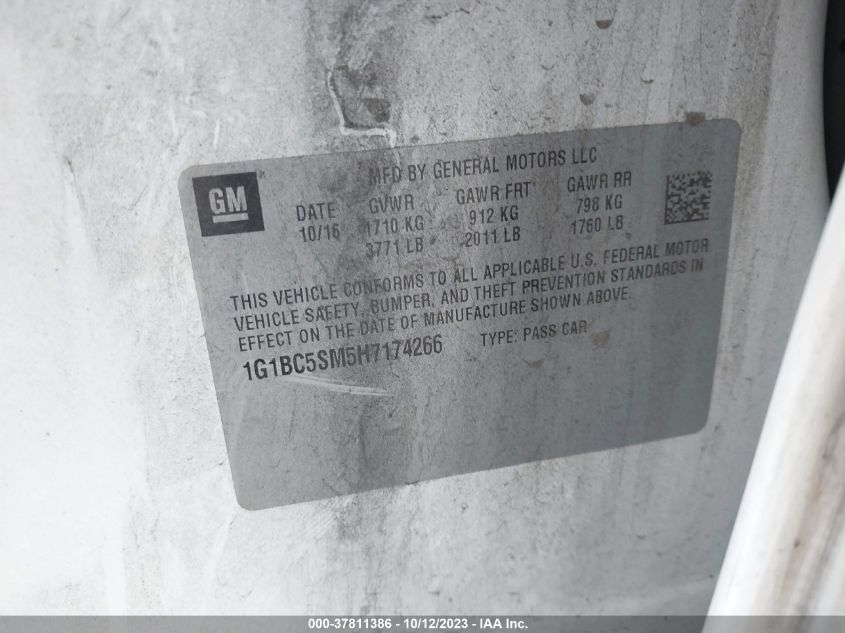 MFD BY GENERAL MOTORS LLC
GM
DATE GVWR GAWR FRT GAWR RR
10/16 1710 KG 912 KG 798 KG
3771 LB 2011 LB 1760 LB
THIS VEHICLE CONFORMS TO ALL APPLICABLE U.S. FEDERAL MOTOR
VEHICLE SAFETY, BUMPER, AND THEFT PREVENTION STANDARDS IN
EFFECT ON THE DATE OF MANUFACTURE SHOWN ABOVE.
1G1BC5SM5H7174266 TYPE: PASS CAR
000-37811386 - 10/12/2023 - IAA Inc.